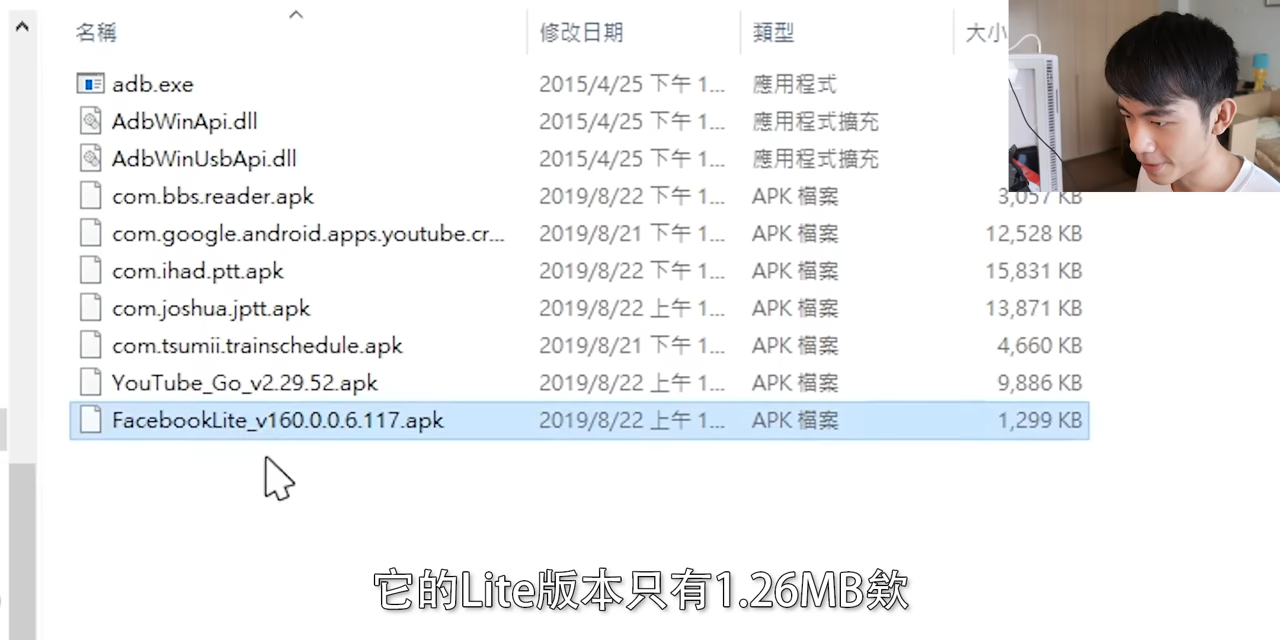 名稱 修改日期 類型 大小
adb.exe 2015/4/25 下午 1... 應用程式
AdbWinApi.dll 2015/4/25 下午 1... 應用程式擴充
AdbWinUsbApi.dll 2015/4/25 下午 1... 應用程式擴充
com.bbs.reader.apk 2019/8/22 下午 1... APK 檔案 3,057 KB
com.google.android.apps.youtube.cr... 2019/8/21 下午 1... APK 檔案 12,528 KB
com.ihad.ptt.apk 2019/8/22 下午 1... APK 檔案 15,831 KB
com.joshua.jptt.apk 2019/8/22 上午 1... APK 檔案 13,871 KB
com.tsumii.trainschedule.apk 2019/8/21 下午 1... APK 檔案 4,660 KB
YouTube_Go_v2.29.52.apk 2019/8/22 上午 1... APK 檔案 9,886 KB
FacebookLite_v160.0.0.6.117.apk 2019/8/22 上午 1... APK 檔案 1,299 KB
它的Lite版本只有1.26MB欸